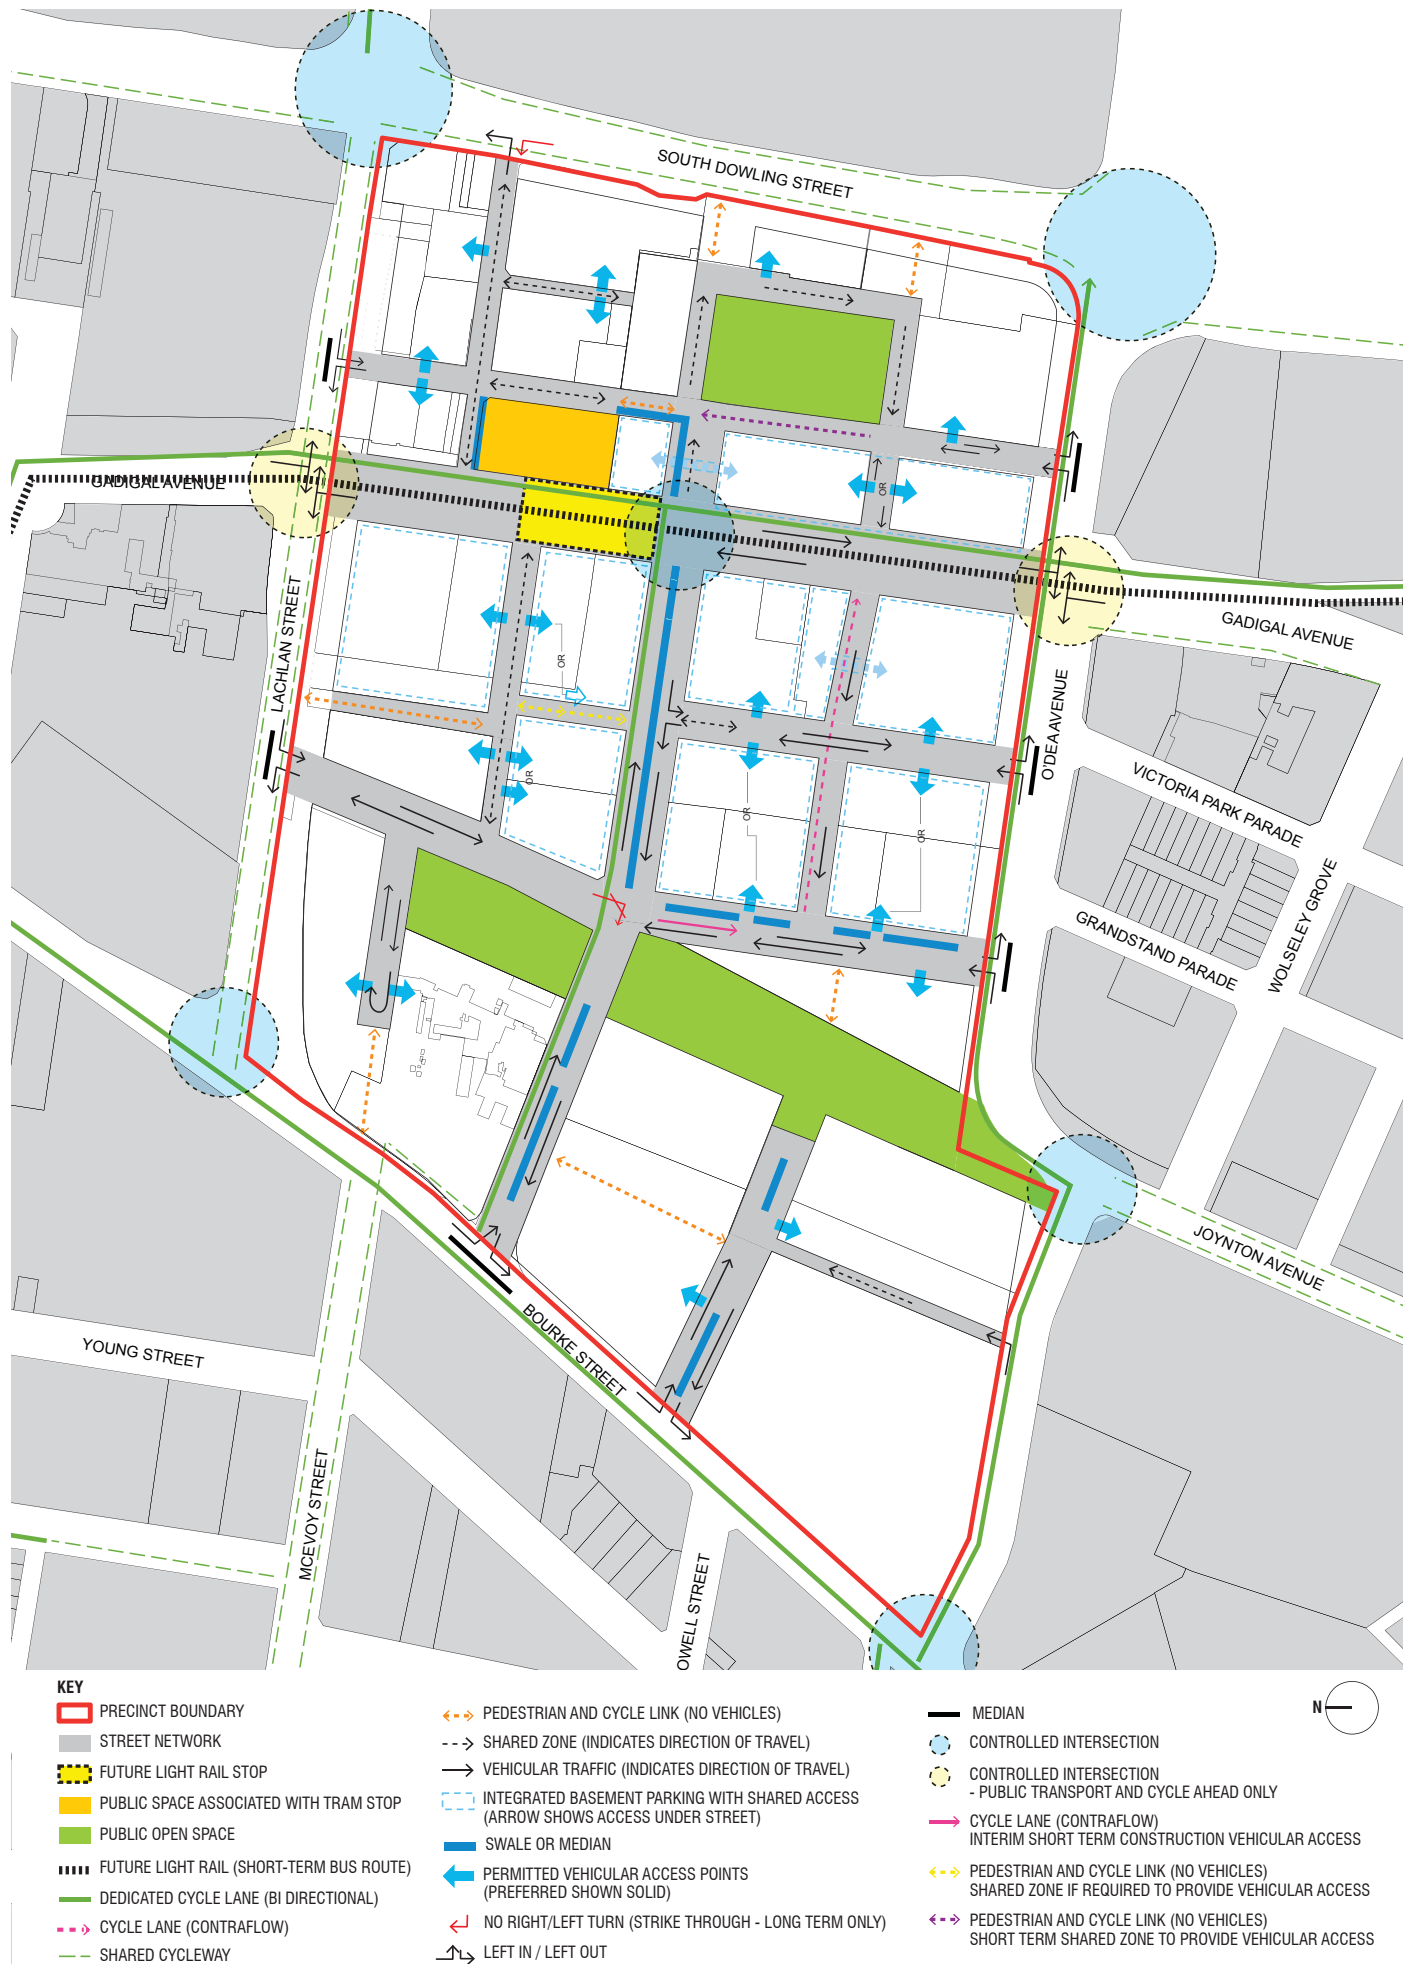 SOUTH DOWLING STREET
GADIGAL AVENUE
OR
LACHLAN STREET
OR
GADIGAL AVENUE
O'DEA AVENUE
OR
OR
OR
VICTORIA PARK PARADE
WOLSELEY GROVE
GRANDSTAND PARADE
JOYNTON AVENUE
BOURKE STREET
YOUNG STREET
MCEVOY STREET
OWELL STREET
KEY
PRECINCT BOUNDARY
STREET NETWORK
FUTURE LIGHT RAIL STOP
PUBLIC SPACE ASSOCIATED WITH TRAM STOP
PUBLIC OPEN SPACE
FUTURE LIGHT RAIL (SHORT-TERM BUS ROUTE)
DEDICATED CYCLE LANE (BI DIRECTIONAL)
CYCLE LANE (CONTRAFLOW)
SHARED CYCLEWAY
PEDESTRIAN AND CYCLE LINK (NO VEHICLES)
SHARED ZONE (INDICATES DIRECTION OF TRAVEL)
VEHICULAR TRAFFIC (INDICATES DIRECTION OF TRAVEL)
INTEGRATED BASEMENT PARKING WITH SHARED ACCESS
(ARROW SHOWS ACCESS UNDER STREET)
SWALE OR MEDIAN
PERMITTED VEHICULAR ACCESS POINTS
(PREFERRED SHOWN SOLID)
NO RIGHT/LEFT TURN (STRIKE THROUGH - LONG TERM ONLY)
LEFT IN / LEFT OUT
MEDIAN
CONTROLLED INTERSECTION
CONTROLLED INTERSECTION
- PUBLIC TRANSPORT AND CYCLE AHEAD ONLY
CYCLE LANE (CONTRAFLOW)
INTERIM SHORT TERM CONSTRUCTION VEHICULAR ACCESS
PEDESTRIAN AND CYCLE LINK (NO VEHICLES)
SHARED ZONE IF REQUIRED TO PROVIDE VEHICULAR ACCESS
PEDESTRIAN AND CYCLE LINK (NO VEHICLES)
SHORT TERM SHARED ZONE TO PROVIDE VEHICULAR ACCESS
N